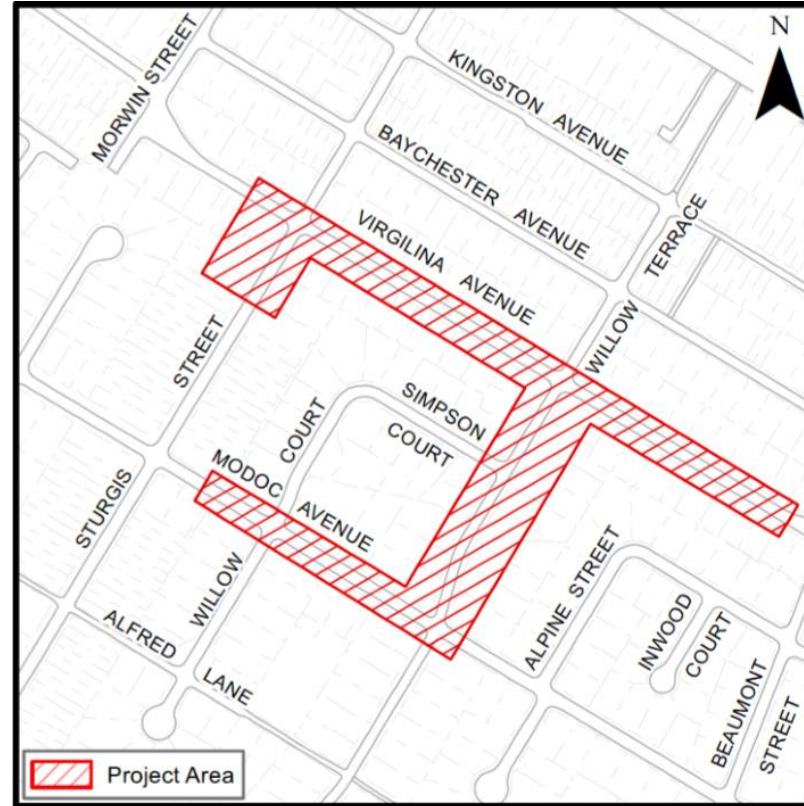 N
MORWIN STREET
KINGSTON AVENUE
BAYCHESTER AVENUE
VIRGILINA AVENUE
WILLOW TERRACE
STURGIS STREET
SIMPSON COURT
WILLOW COURT
MODOC AVENUE
ALFRED LANE
ALPINE STREET
INWOOD COURT
BEAUMONT STREET
Project Area